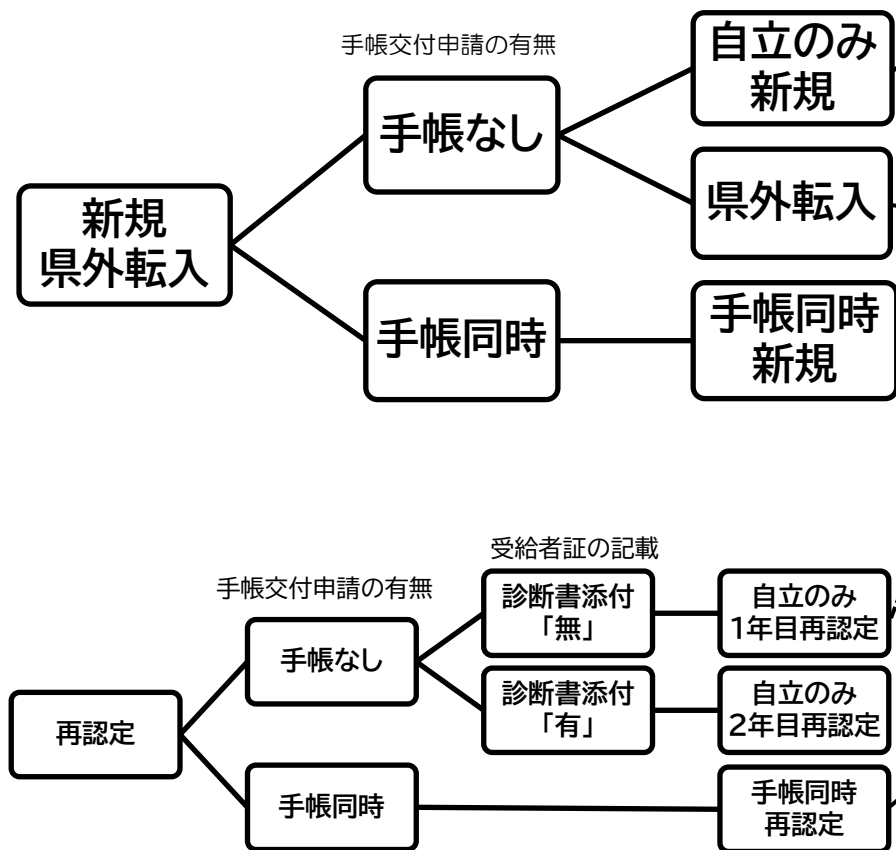 手帳交付申請の有無
自立のみ
新規
手帳なし
県外転入
新規
県外転入
手帳同時
手帳同時
新規
受給者証の記載
手帳交付申請の有無
診断書添付
「無」
自立のみ
1年目再認定
手帳なし
診断書添付
「有」
自立のみ
2年目再認定
再認定
手帳同時
手帳同時
再認定